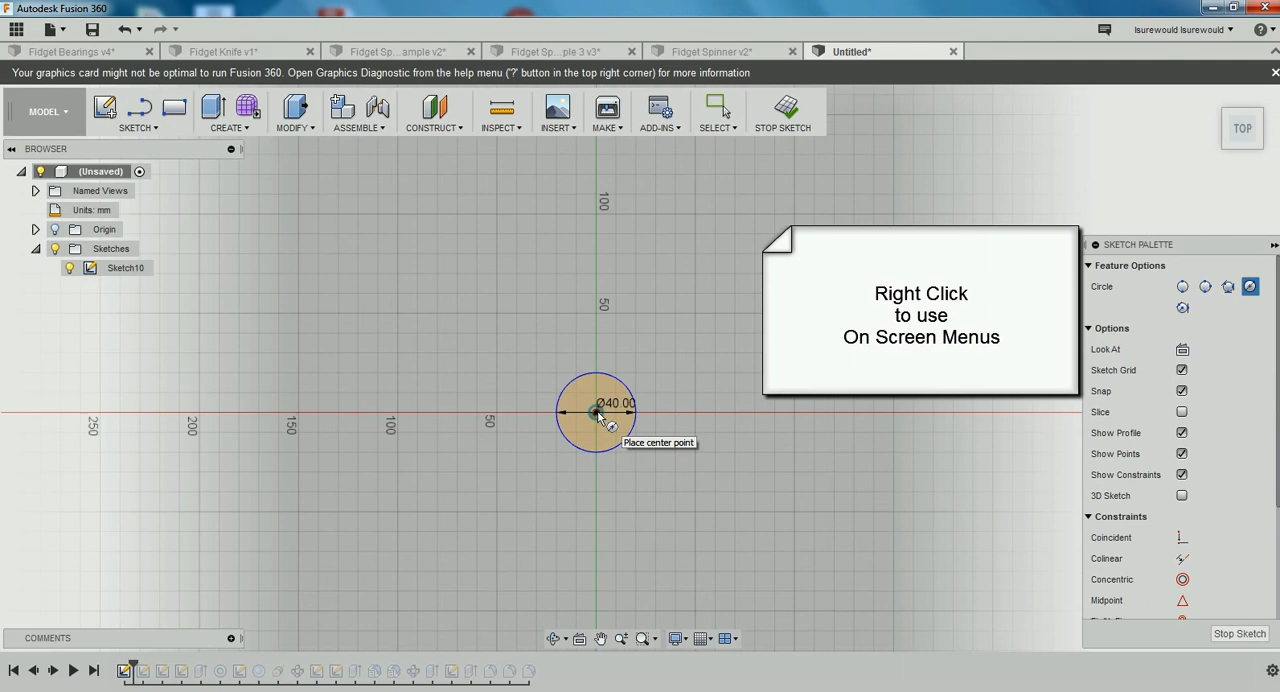 Autodesk Fusion 360
Isurewould Isurewould
Fidget Bearings v4*
Fidget Knife v1*
Fidget Sp...ample v2*
Fidget Sp...ple 3 v3*
Fidget Spinner v2*
Untitled*
Your graphics card might not be optimal to run Fusion 360. Open Graphics Diagnostic from the help menu ('?' button in the top right corner) for more information
MODEL
SKETCH
CREATE
MODIFY
ASSEMBLE
CONSTRUCT
INSPECT
INSERT
MAKE
ADD-INS
SELECT
STOP SKETCH
TOP
BROWSER
(Unsaved)
Named Views
Units: mm
Origin
Sketches
Sketch10
100
50
Right Click
to use
On Screen Menus
Ø40.00
250
200
150
100
50
Place center point
SKETCH PALETTE
Feature Options
Circle
Options
Look At
Sketch Grid
Snap
Slice
Show Profile
Show Points
Show Constraints
3D Sketch
Constraints
Coincident
Colinear
Concentric
Midpoint
Stop Sketch
COMMENTS